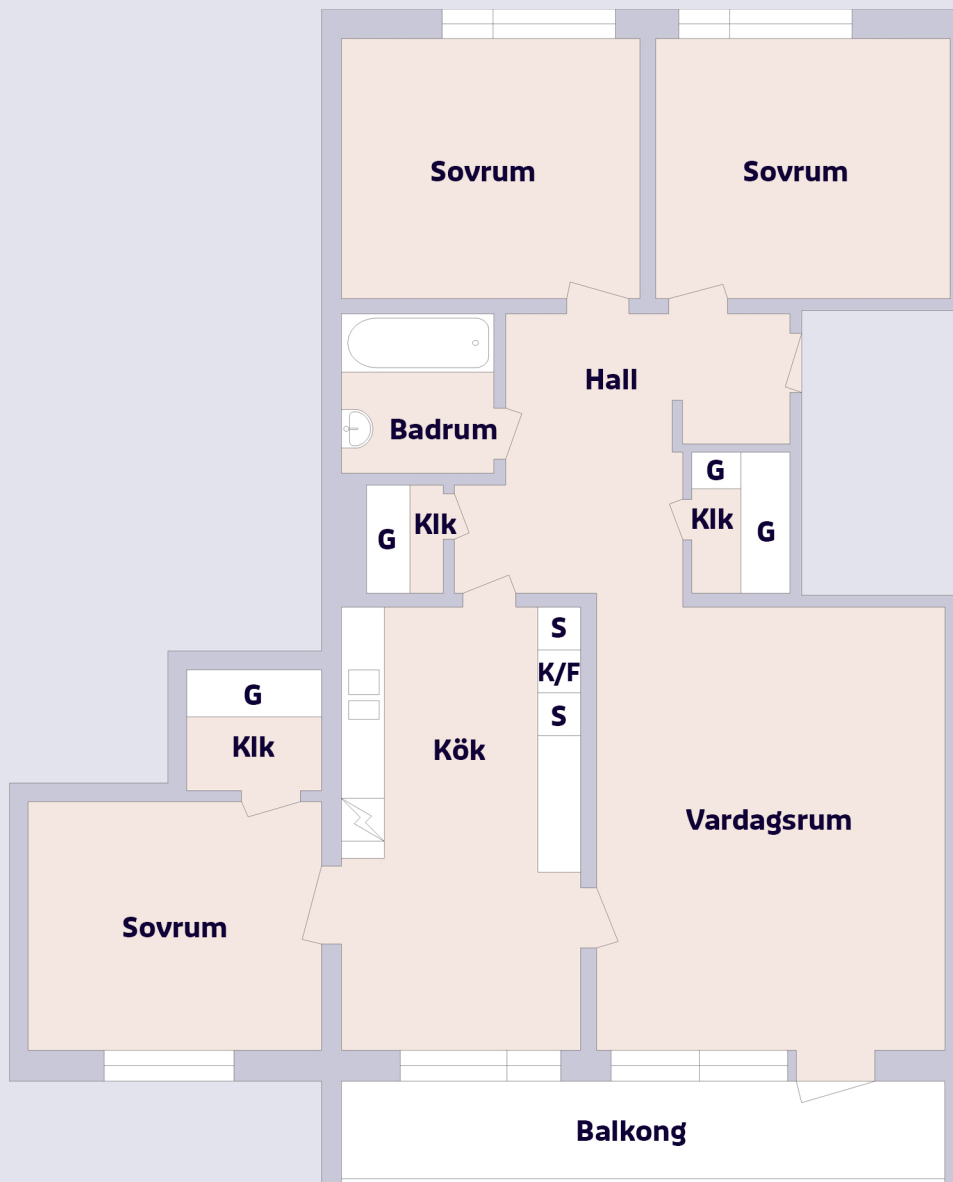 Sovrum
Sovrum
Hall
Badrum
G
Klk
Klk
G
G
S
K/F
S
G
Klk
Kök
Vardagsrum
Sovrum
Balkong